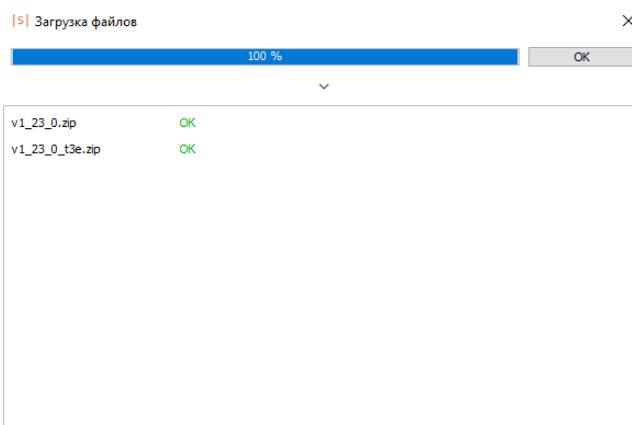 |S| Загрузка файлов
100 % OK
v1_23_0.zip OK
v1_23_0_t3e.zip OK